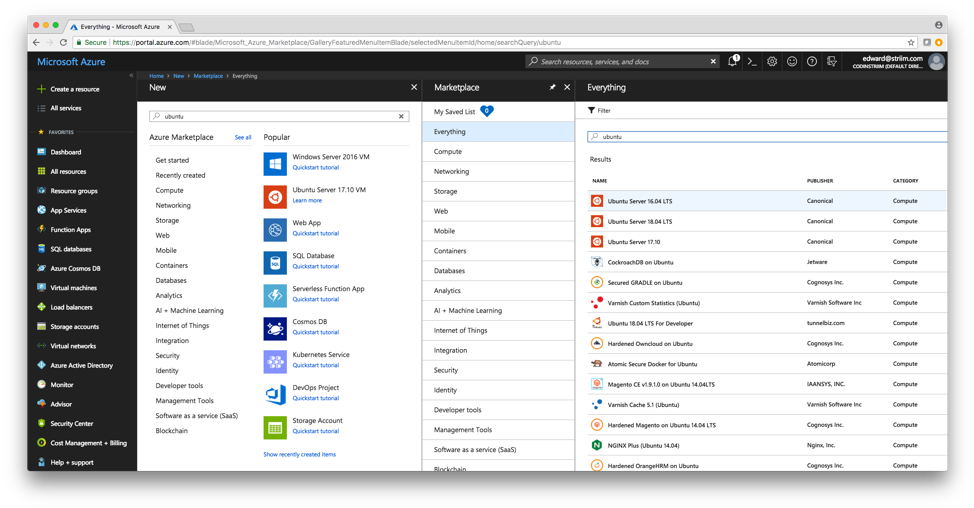 Everything - Microsoft Azure
Secure | https://portal.azure.com/#blade/Microsoft_Azure_Marketplace/GalleryFeaturedMenuItemBlade/selectedMenuItemId/home/searchQuery/ubuntu
Microsoft Azure
Search resources, services, and docs
1
edward@striim.com
CODINSTRIIM (DEFAULT DIRE...
Create a resource
All services
FAVORITES
Dashboard
All resources
Resource groups
App Services
Function Apps
SQL databases
Azure Cosmos DB
Virtual machines
Load balancers
Storage accounts
Virtual networks
Azure Active Directory
Monitor
Advisor
Security Center
Cost Management + Billing
Help + support
Home > New > Marketplace > Everything
New
ubuntu
Azure Marketplace
See all
Get started
Recently created
Compute
Networking
Storage
Web
Mobile
Containers
Databases
Analytics
AI + Machine Learning
Internet of Things
Integration
Security
Identity
Developer tools
Management Tools
Software as a service (SaaS)
Blockchain
Popular
Windows Server 2016 VM
Quickstart tutorial
Ubuntu Server 17.10 VM
Learn more
Web App
Quickstart tutorial
SQL Database
Quickstart tutorial
Serverless Function App
Quickstart tutorial
Cosmos DB
Quickstart tutorial
Kubernetes Service
Quickstart tutorial
DevOps Project
Quickstart tutorial
Storage Account
Quickstart tutorial
Show recently created items
Marketplace
My Saved List 0
Everything
Compute
Networking
Storage
Web
Mobile
Containers
Databases
Analytics
AI + Machine Learning
Internet of Things
Integration
Security
Identity
Developer tools
Management Tools
Software as a service (SaaS)
Blockchain
Everything
Filter
ubuntu
Results
NAME PUBLISHER CATEGORY
Ubuntu Server 16.04 LTS Canonical Compute
Ubuntu Server 18.04 LTS Canonical Compute
Ubuntu Server 17.10 Canonical Compute
CockroachDB on Ubuntu Jetware Compute
Secured GRADLE on Ubuntu Cognosys Inc. Compute
Varnish Custom Statistics (Ubuntu) Varnish Software Inc Compute
Ubuntu 18.04 LTS For Developer tunnelbiz.com Compute
Hardened Owncloud on Ubuntu Cognosys Inc. Compute
Atomic Secure Docker for Ubuntu Atomicorp Compute
Magento CE v1.9.1.0 on Ubuntu 14.04LTS IAANSYS, INC. Compute
Varnish Cache 5.1 (Ubuntu) Varnish Software Inc Compute
Hardened Magento on Ubuntu 14.04 LTS Cognosys Inc. Compute
NGINX Plus (Ubuntu 14.04) Nginx, Inc. Compute
Hardened OrangeHRM on Ubuntu Cognosys Inc. Compute